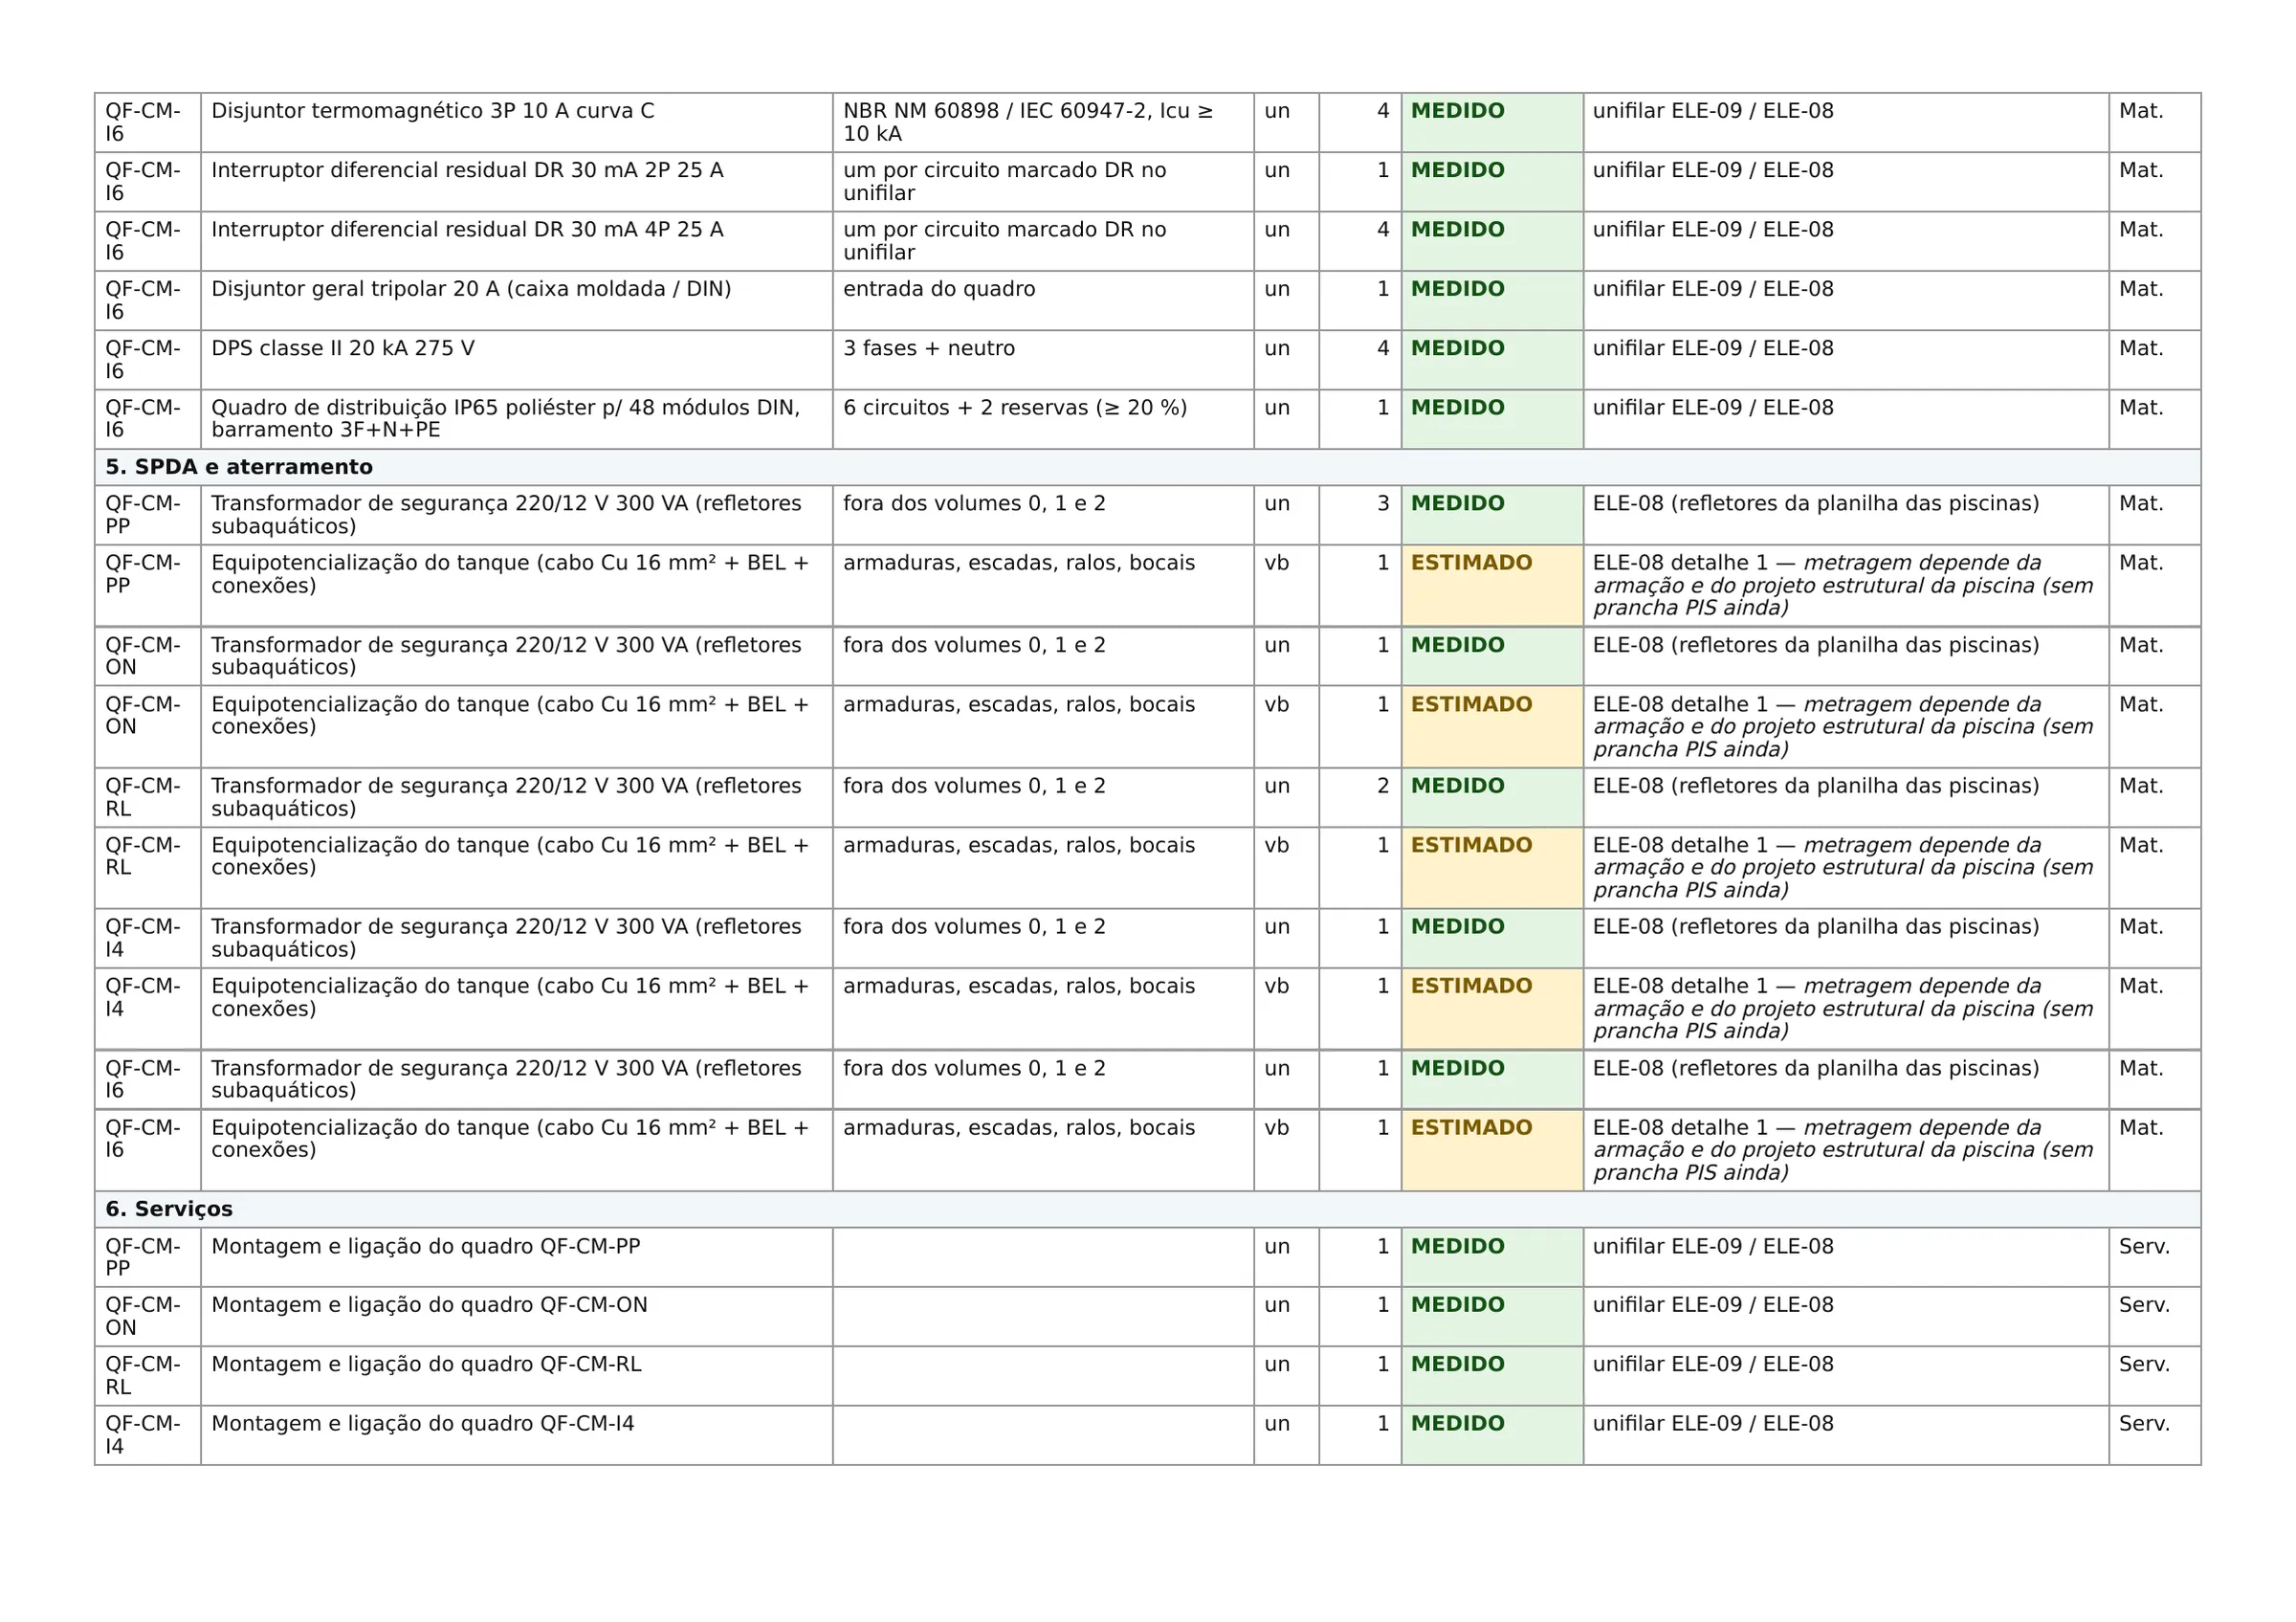 QF-CM-I6 Disjuntor termomagnético 3P 10 A curva C NBR NM 60898 / IEC 60947-2, Icu ≥ 10 kA un 4 MEDIDO unifilar ELE-09 / ELE-08 Mat.
QF-CM-I6 Interruptor diferencial residual DR 30 mA 2P 25 A um por circuito marcado DR no unifilar un 1 MEDIDO unifilar ELE-09 / ELE-08 Mat.
QF-CM-I6 Interruptor diferencial residual DR 30 mA 4P 25 A um por circuito marcado DR no unifilar un 4 MEDIDO unifilar ELE-09 / ELE-08 Mat.
QF-CM-I6 Disjuntor geral tripolar 20 A (caixa moldada / DIN) entrada do quadro un 1 MEDIDO unifilar ELE-09 / ELE-08 Mat.
QF-CM-I6 DPS classe II 20 kA 275 V 3 fases + neutro un 4 MEDIDO unifilar ELE-09 / ELE-08 Mat.
QF-CM-I6 Quadro de distribuição IP65 poliéster p/ 48 módulos DIN, barramento 3F+N+PE 6 circuitos + 2 reservas (≥ 20 %) un 1 MEDIDO unifilar ELE-09 / ELE-08 Mat.
5. SPDA e aterramento
QF-CM-PP Transformador de segurança 220/12 V 300 VA (refletores subaquáticos) fora dos volumes 0, 1 e 2 un 3 MEDIDO ELE-08 (refletores da planilha das piscinas) Mat.
QF-CM-PP Equipotencialização do tanque (cabo Cu 16 mm² + BEL + conexões) armaduras, escadas, ralos, bocais vb 1 ESTIMADO ELE-08 detalhe 1 — metragem depende da armação e do projeto estrutural da piscina (sem prancha PIS ainda) Mat.
QF-CM-ON Transformador de segurança 220/12 V 300 VA (refletores subaquáticos) fora dos volumes 0, 1 e 2 un 1 MEDIDO ELE-08 (refletores da planilha das piscinas) Mat.
QF-CM-ON Equipotencialização do tanque (cabo Cu 16 mm² + BEL + conexões) armaduras, escadas, ralos, bocais vb 1 ESTIMADO ELE-08 detalhe 1 — metragem depende da armação e do projeto estrutural da piscina (sem prancha PIS ainda) Mat.
QF-CM-RL Transformador de segurança 220/12 V 300 VA (refletores subaquáticos) fora dos volumes 0, 1 e 2 un 2 MEDIDO ELE-08 (refletores da planilha das piscinas) Mat.
QF-CM-RL Equipotencialização do tanque (cabo Cu 16 mm² + BEL + conexões) armaduras, escadas, ralos, bocais vb 1 ESTIMADO ELE-08 detalhe 1 — metragem depende da armação e do projeto estrutural da piscina (sem prancha PIS ainda) Mat.
QF-CM-I4 Transformador de segurança 220/12 V 300 VA (refletores subaquáticos) fora dos volumes 0, 1 e 2 un 1 MEDIDO ELE-08 (refletores da planilha das piscinas) Mat.
QF-CM-I4 Equipotencialização do tanque (cabo Cu 16 mm² + BEL + conexões) armaduras, escadas, ralos, bocais vb 1 ESTIMADO ELE-08 detalhe 1 — metragem depende da armação e do projeto estrutural da piscina (sem prancha PIS ainda) Mat.
QF-CM-I6 Transformador de segurança 220/12 V 300 VA (refletores subaquáticos) fora dos volumes 0, 1 e 2 un 1 MEDIDO ELE-08 (refletores da planilha das piscinas) Mat.
QF-CM-I6 Equipotencialização do tanque (cabo Cu 16 mm² + BEL + conexões) armaduras, escadas, ralos, bocais vb 1 ESTIMADO ELE-08 detalhe 1 — metragem depende da armação e do projeto estrutural da piscina (sem prancha PIS ainda) Mat.
6. Serviços
QF-CM-PP Montagem e ligação do quadro QF-CM-PP un 1 MEDIDO unifilar ELE-09 / ELE-08 Serv.
QF-CM-ON Montagem e ligação do quadro QF-CM-ON un 1 MEDIDO unifilar ELE-09 / ELE-08 Serv.
QF-CM-RL Montagem e ligação do quadro QF-CM-RL un 1 MEDIDO unifilar ELE-09 / ELE-08 Serv.
QF-CM-I4 Montagem e ligação do quadro QF-CM-I4 un 1 MEDIDO unifilar ELE-09 / ELE-08 Serv.